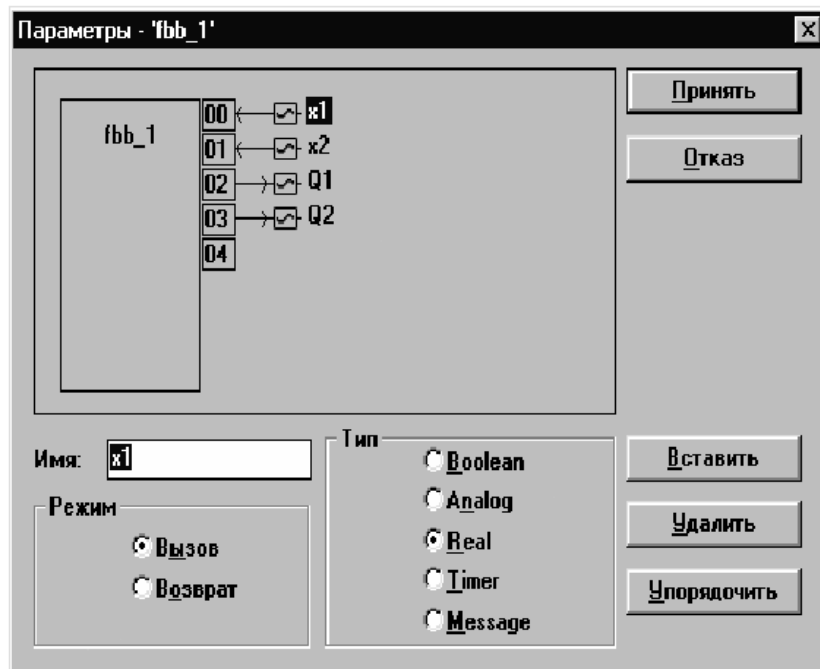 Параметры - 'fbb_1'
Принять
Отказ
fbb_1
00 x1
01 x2
02 Q1
03 Q2
04
Имя: x1
Режим
Вызов
Возврат
Тип
Boolean
Analog
Real
Timer
Message
Вставить
Удалить
Упорядочить